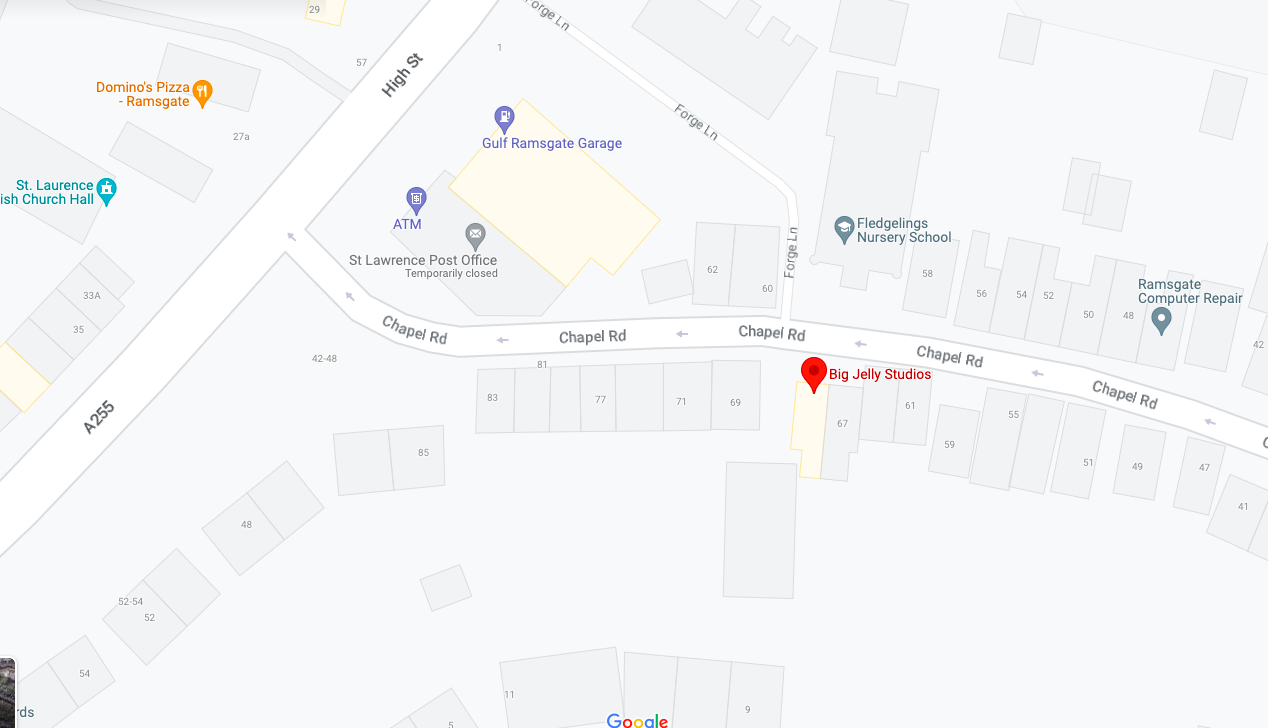 29
Forge Ln
High St
1
57
Domino's Pizza
- Ramsgate
Forge Ln
27a
Gulf Ramsgate Garage
St. Laurence
ish Church Hall
ATM
Fledgelings
Nursery School
St Lawrence Post Office
Temporarily closed
Forge Ln
62
60
58
56
54
52
50
48
Ramsgate
Computer Repair
42
33A
35
Chapel Rd
Chapel Rd
Chapel Rd
Chapel Rd
Chapel Rd
42-48
81
83
77
71
69
Big Jelly Studios
67
61
59
55
51
49
47
41
A255
85
48
52-54
52
54
rds
11
9
5
Google